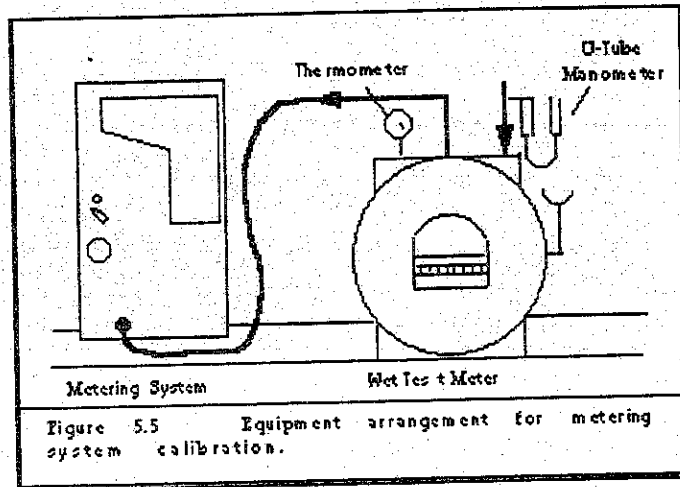 U-Tube
Manometer
Thermometer
Metering System
Wet Test Meter
Figure 5.5 Equipment arrangement for metering
system calibration.